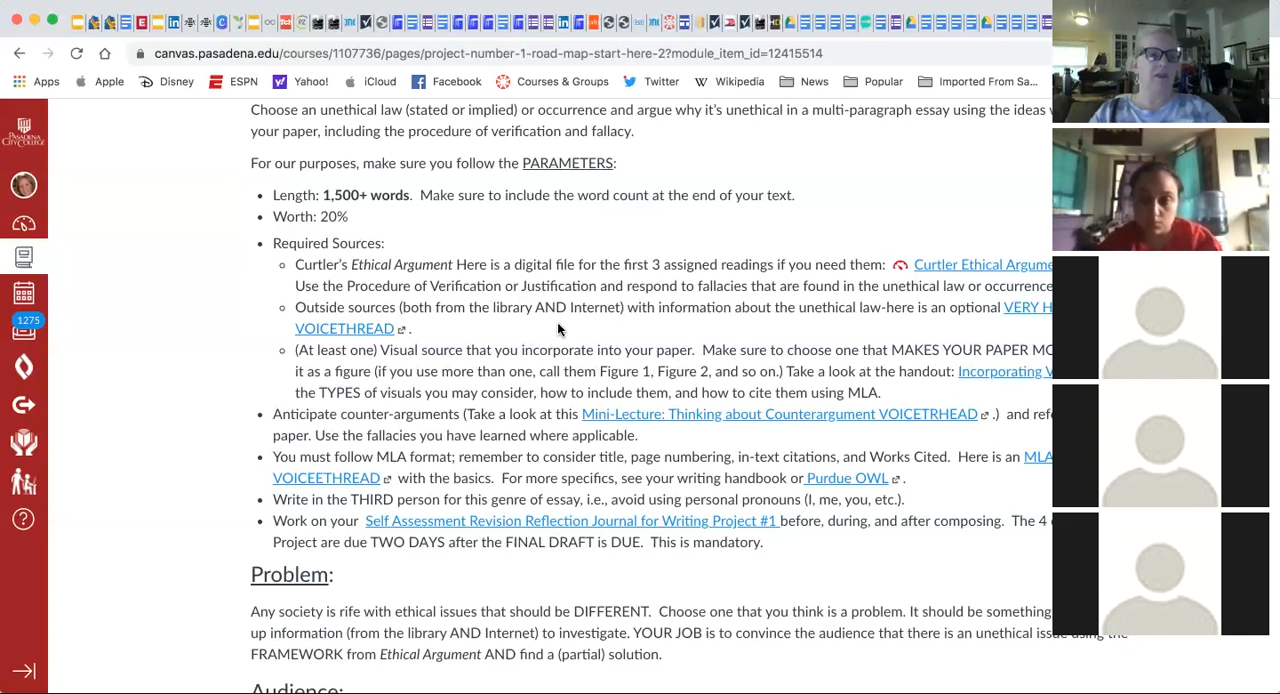 canvas.pasadena.edu/courses/1107736/pages/project-number-1-road-map-start-here-2?module_item_id=12415514
Apps Apple Disney ESPN Yahoo! iCloud Facebook Courses & Groups Twitter Wikipedia News Popular Imported From Sa...
PASADENA
CITY COLLEGE
1275
Choose an unethical law (stated or implied) or occurrence and argue why it's unethical in a multi-paragraph essay using the ideas
your paper, including the procedure of verification and fallacy.
For our purposes, make sure you follow the PARAMETERS:
• Length: 1,500+ words. Make sure to include the word count at the end of your text.
• Worth: 20%
• Required Sources:
◦ Curtler's Ethical Argument Here is a digital file for the first 3 assigned readings if you need them: Curtler Ethical Argume
Use the Procedure of Verification or Justification and respond to fallacies that are found in the unethical law or occurrence
◦ Outside sources (both from the library AND Internet) with information about the unethical law-here is an optional VERY H
VOICETHREAD .
◦ (At least one) Visual source that you incorporate into your paper. Make sure to choose one that MAKES YOUR PAPER MO
it as a figure (if you use more than one, call them Figure 1, Figure 2, and so on.) Take a look at the handout: Incorporating V
the TYPES of visuals you may consider, how to include them, and how to cite them using MLA.
• Anticipate counter-arguments (Take a look at this Mini-Lecture: Thinking about Counterargument VOICETRHEAD .) and refu
paper. Use the fallacies you have learned where applicable.
• You must follow MLA format; remember to consider title, page numbering, in-text citations, and Works Cited. Here is an MLA
VOICEETHREAD with the basics. For more specifics, see your writing handbook or Purdue OWL .
• Write in the THIRD person for this genre of essay, i.e., avoid using personal pronouns (I, me, you, etc.).
• Work on your Self Assessment Revision Reflection Journal for Writing Project #1 before, during, and after composing. The 4
Project are due TWO DAYS after the FINAL DRAFT is DUE. This is mandatory.
Problem:
Any society is rife with ethical issues that should be DIFFERENT. Choose one that you think is a problem. It should be something
up information (from the library AND Internet) to investigate. YOUR JOB is to convince the audience that there is an unethical issue using the
FRAMEWORK from Ethical Argument AND find a (partial) solution.
Audience: